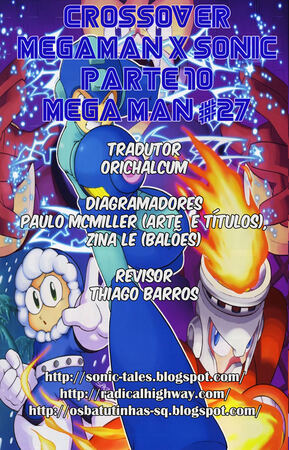 CROSSOVER
MEGAMAN X SONIC
PARTE 10
MEGA MAN #27
TRADUTOR
ORICHALCUM
DIAGRAMADORES
PAULO MCMILLER (ARTE E TÍTULOS),
ZINA LE (BALÕES)
REVISOR
THIAGO BARROS
http://sonic-tales.blogspot.com/
http://radicalhighway.com/
http://osbatutinhas-sq.blogspot.com/